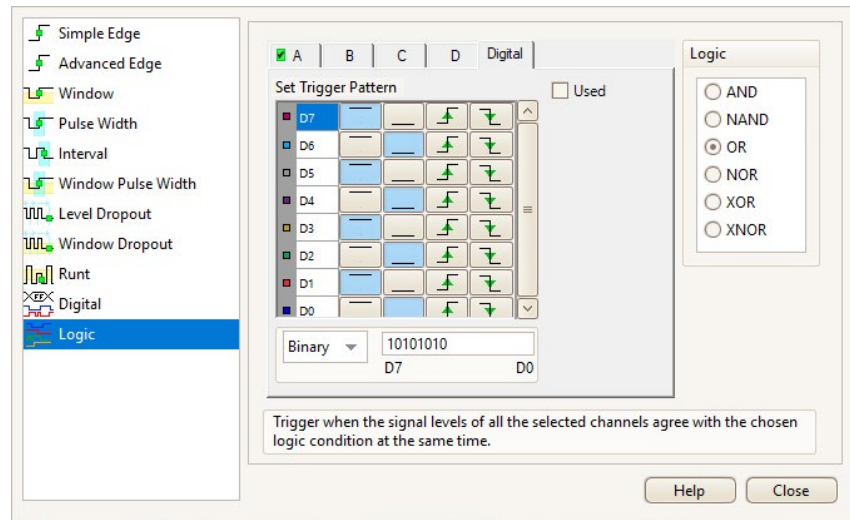 Simple Edge
Advanced Edge
Window
Pulse Width
Interval
Window Pulse Width
Level Dropout
Window Dropout
Runt
Digital
Logic
A B C D Digital
Set Trigger Pattern
Used
D7
D6
D5
D4
D3
D2
D1
D0
Binary 10101010
D7 D0
Logic
AND
NAND
OR
NOR
XOR
XNOR
Trigger when the signal levels of all the selected channels agree with the chosen
logic condition at the same time.
Help Close